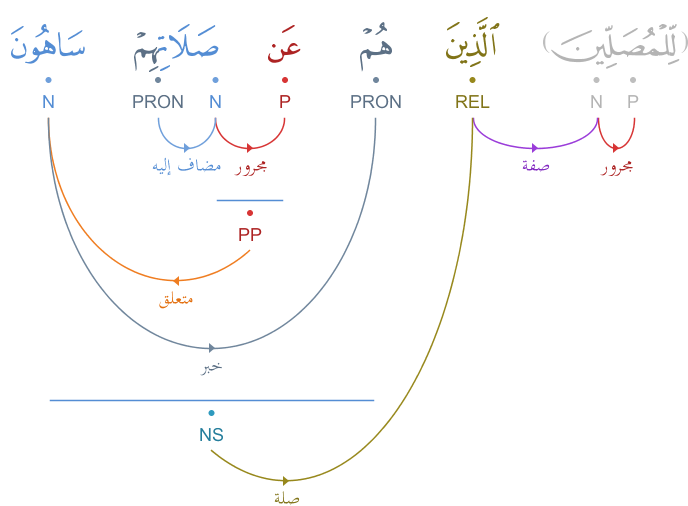 (لِّلْمُصَلِّينَ) ٱلَّذِينَ هُمْ عَن صَلَاتِهِمْ سَاهُونَ
P N REL PRON P N PRON N
مجرور صفة مجرور مضاف إليه
PP
متعلق
خبر
NS
صلة